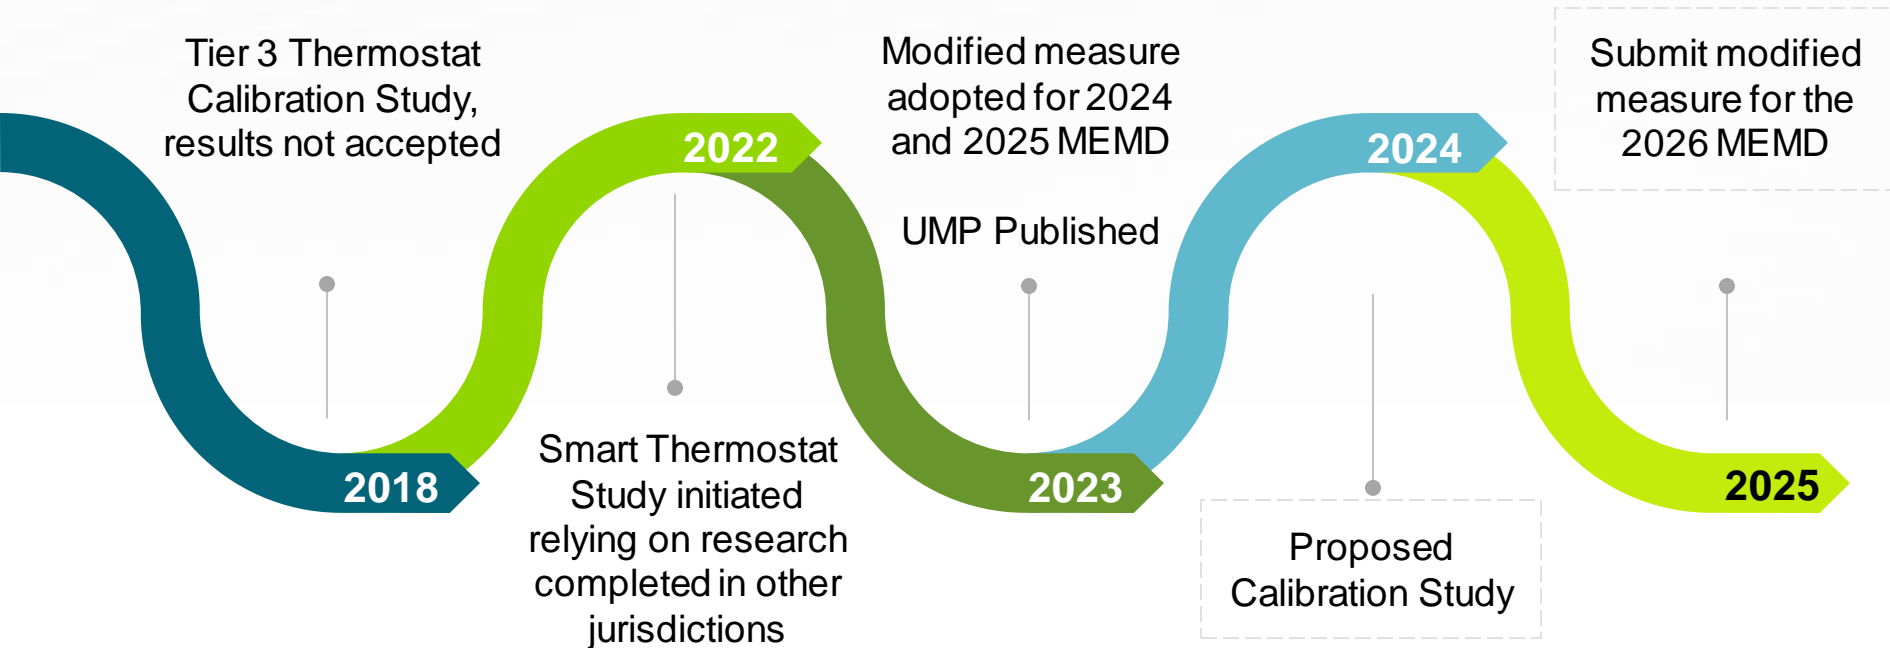 Tier 3 Thermostat
Calibration Study,
results not accepted
2018
2022
Smart Thermostat
Study initiated
relying on research
completed in other
jurisdictions
Modified measure
adopted for 2024
and 2025 MEMD
UMP Published
2023
2024
Proposed
Calibration Study
Submit modified
measure for the
2026 MEMD
2025